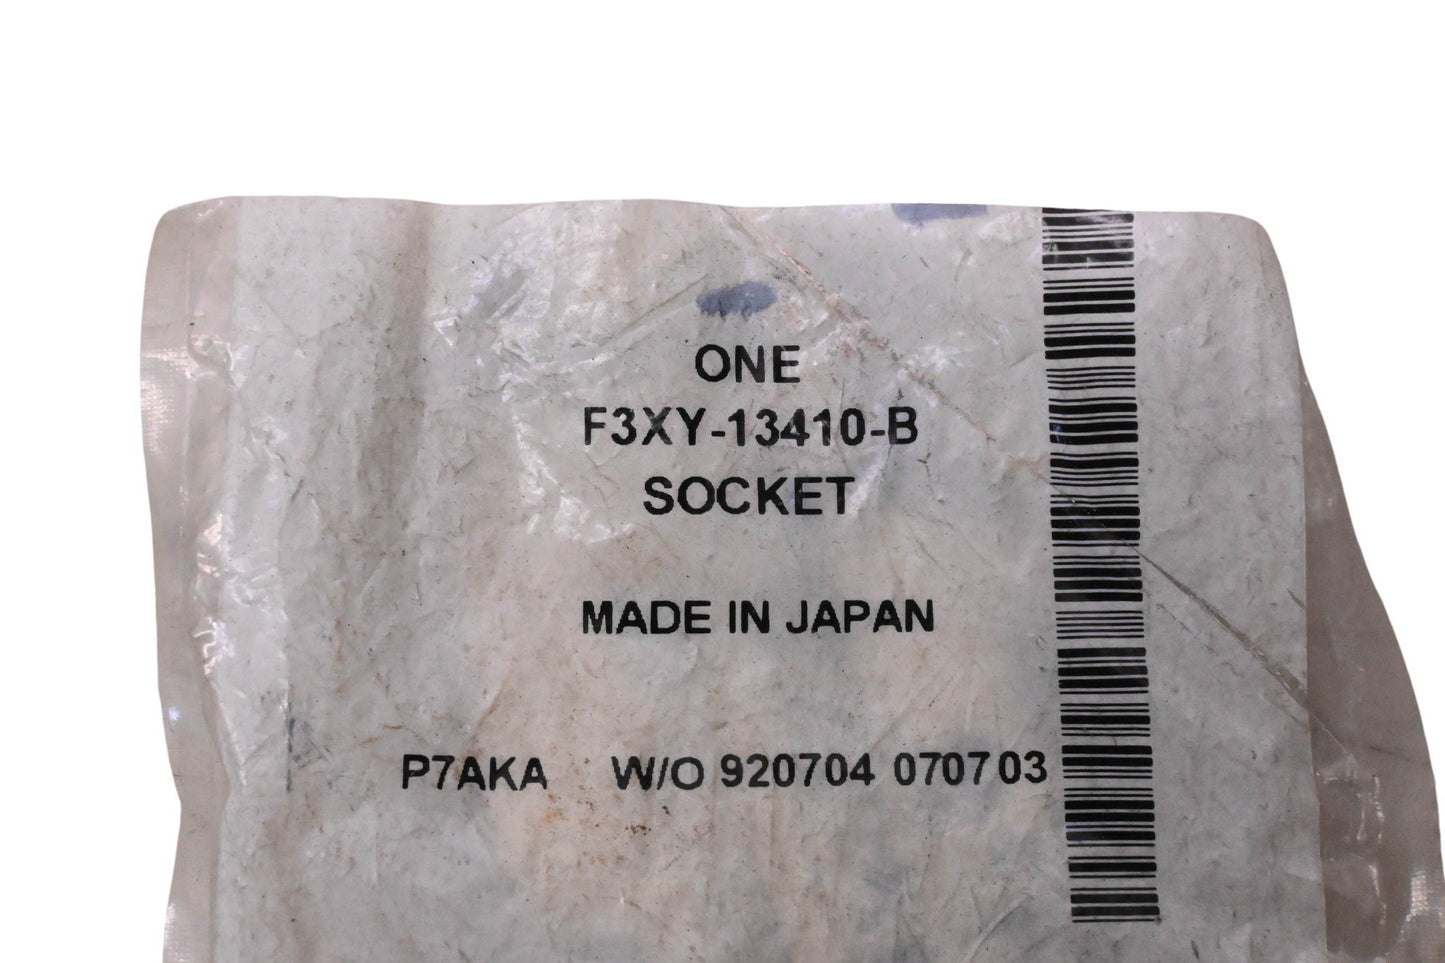 ONE
F3XY-13410-B
SOCKET
MADE IN JAPAN
P7AKA W/O 920704 070703